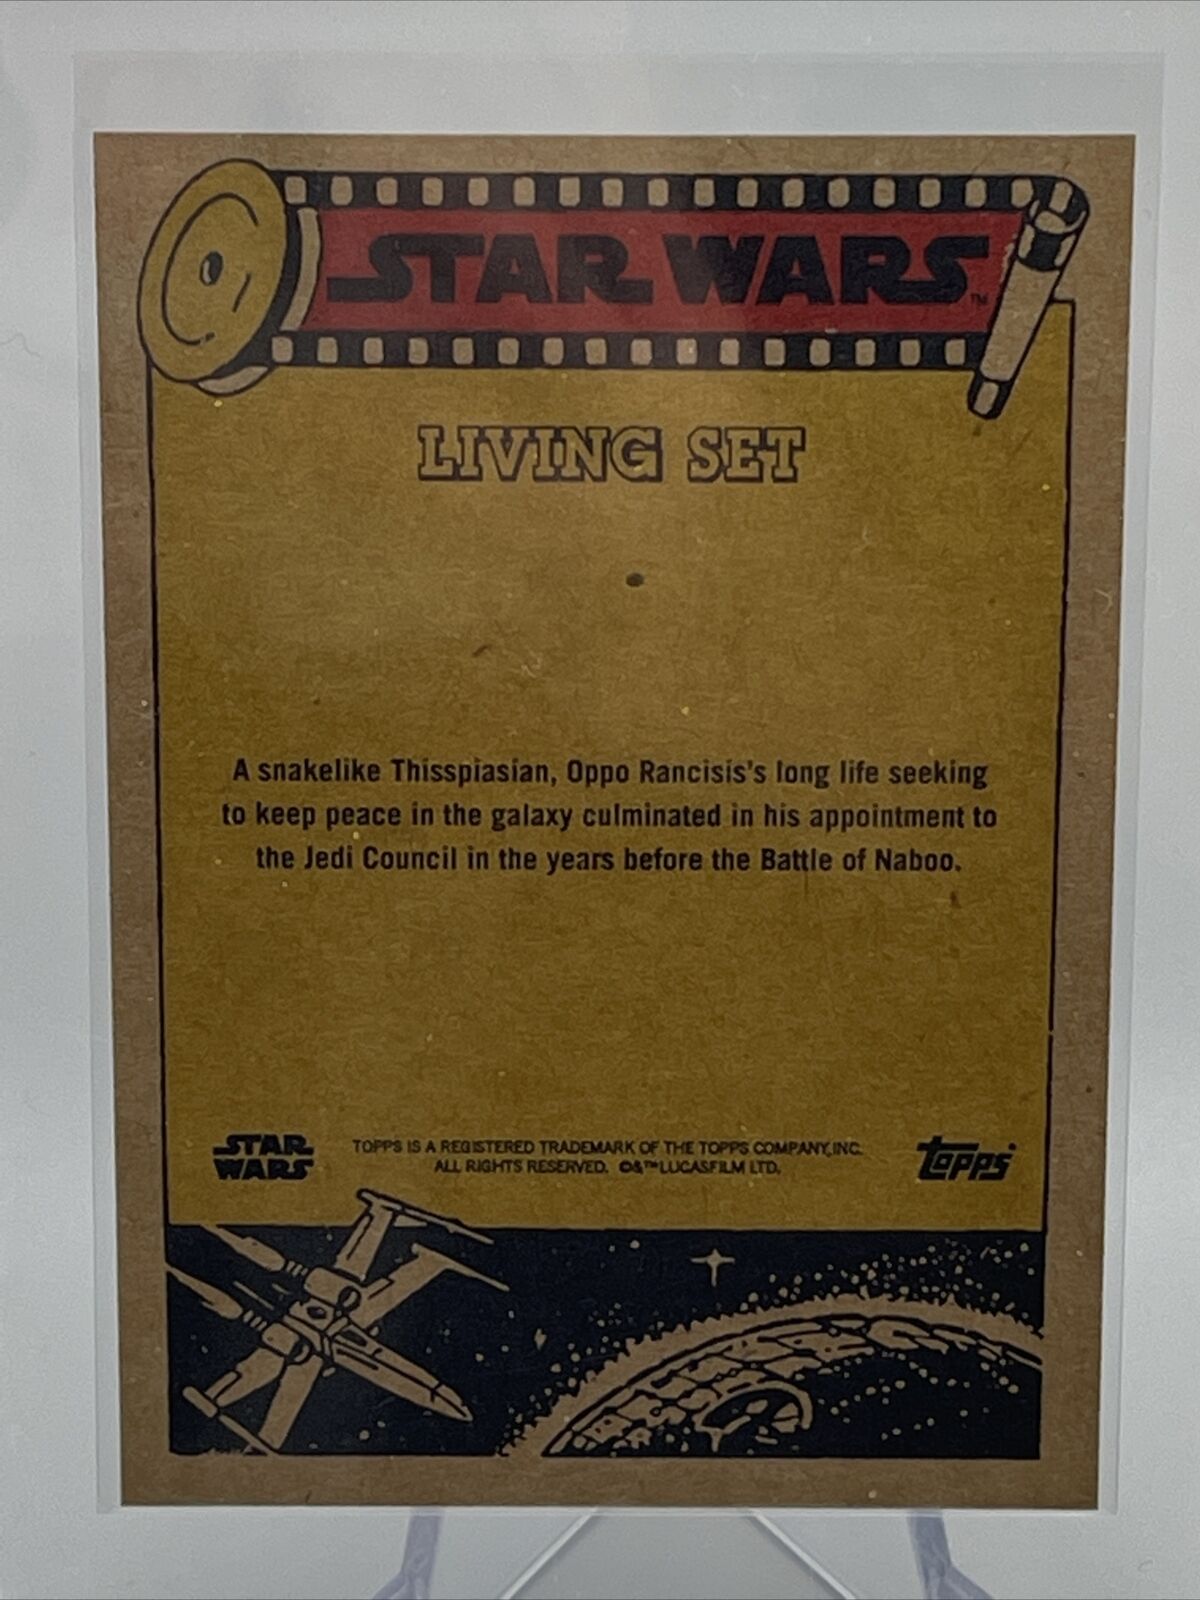 STAR WARS™
LIVING SET
A snakelike Thisspiasian, Oppo Rancisis's long life seeking
to keep peace in the galaxy culminated in his appointment to
the Jedi Council in the years before the Battle of Naboo.
STAR
WARS
TOPPS IS A REGISTERED TRADEMARK OF THE TOPPS COMPANY, INC.
ALL RIGHTS RESERVED. ©&™LUCASFILM LTD.
topps